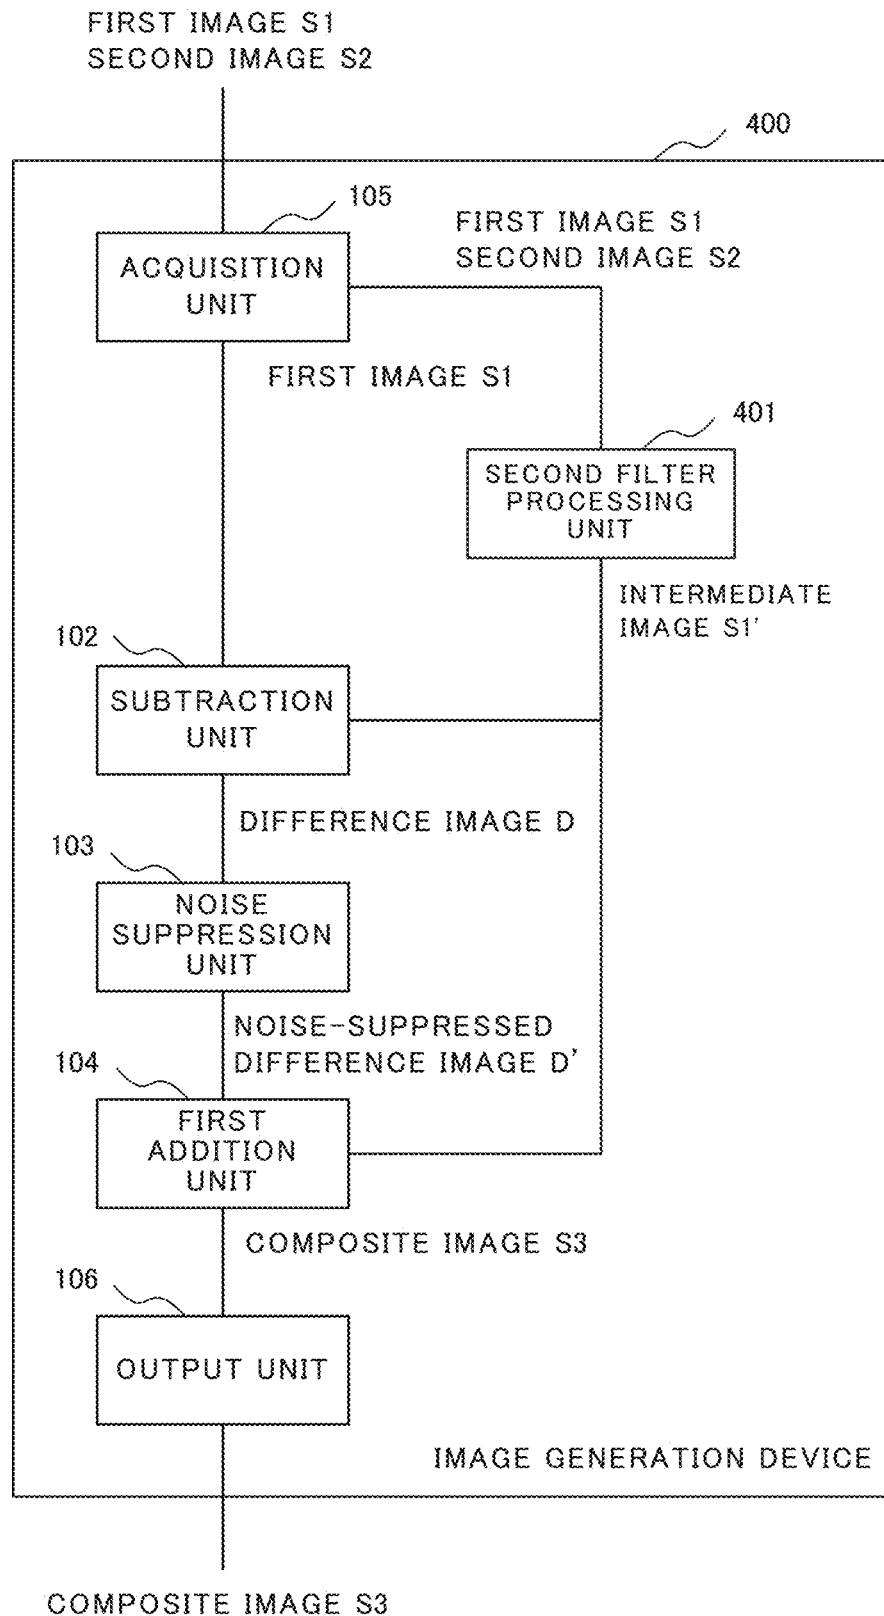 FIRST IMAGE S1
SECOND IMAGE S2
400
105
FIRST IMAGE S1
SECOND IMAGE S2
ACQUISITION
UNIT
FIRST IMAGE S1
401
SECOND FILTER
PROCESSING
UNIT
INTERMEDIATE
IMAGE S1'
102
SUBTRACTION
UNIT
DIFFERENCE IMAGE D
103
NOISE
SUPPRESSION
UNIT
NOISE-SUPPRESSED
DIFFERENCE IMAGE D'
104
FIRST
ADDITION
UNIT
COMPOSITE IMAGE S3
106
OUTPUT UNIT
IMAGE GENERATION DEVICE
COMPOSITE IMAGE S3